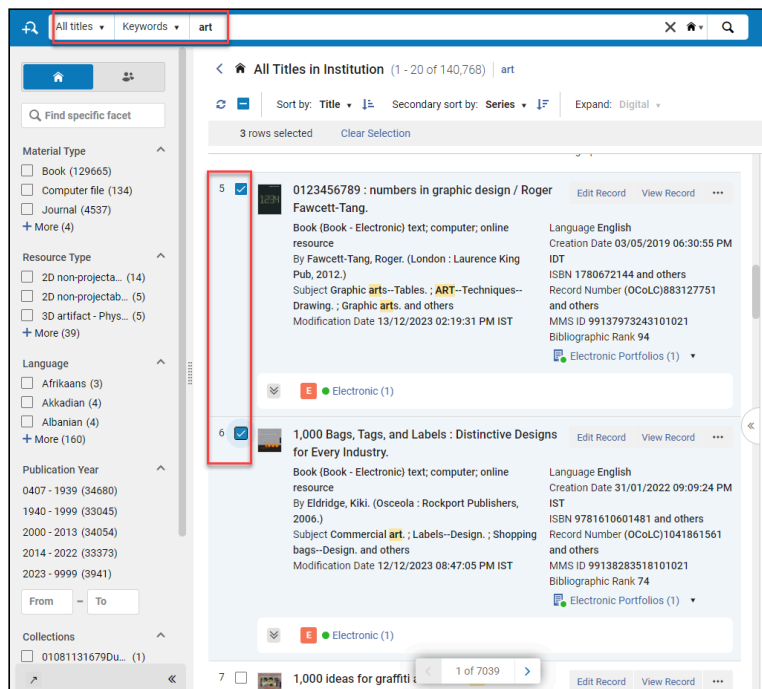 All titles ▾ Keywords ▾ art
All Titles in Institution (1 - 20 of 140,768) art
Sort by: Title ▾ Secondary sort by: Series ▾ Expand: Digital ▾
3 rows selected Clear Selection
Find specific facet
Material Type
Book (129665)
Computer file (134)
Journal (4537)
+ More (4)
Resource Type
2D non-projecta... (14)
2D non-projectab... (5)
3D artifact - Phys... (5)
+ More (39)
Language
Afrikaans (3)
Akkadian (4)
Albanian (4)
+ More (160)
Publication Year
0407 - 1939 (34680)
1940 - 1999 (33045)
2000 - 2013 (34054)
2014 - 2022 (33373)
2023 - 9999 (3941)
From – To
Collections
01081131679Du... (1)
5
1234
0123456789 : numbers in graphic design / Roger
Fawcett-Tang.
Edit Record View Record ...
Book (Book - Electronic) text; computer; online
resource
By Fawcett-Tang, Roger. (London : Laurence King
Pub, 2012.)
Subject Graphic arts--Tables. ; ART--Techniques--
Drawing. ; Graphic arts. and others
Modification Date 13/12/2023 02:19:31 PM IST
Language English
Creation Date 03/05/2019 06:30:55 PM
IDT
ISBN 1780672144 and others
Record Number (OCoLC)883127751
and others
MMS ID 99137973243101021
Bibliographic Rank 94
Electronic Portfolios (1) ▾
E Electronic (1)
6
1,000 Bags, Tags, and Labels : Distinctive Designs
for Every Industry.
Edit Record View Record ...
Book (Book - Electronic) text; computer; online
resource
By Eldridge, Kiki. (Osceola : Rockport Publishers,
2006.)
Subject Commercial art. ; Labels--Design. ; Shopping
bags--Design. and others
Modification Date 12/12/2023 08:47:05 PM IST
Language English
Creation Date 31/01/2022 09:09:24 PM
IST
ISBN 9781610601481 and others
Record Number (OCoLC)1041861561
and others
MMS ID 99138283518101021
Bibliographic Rank 74
Electronic Portfolios (1) ▾
E Electronic (1)
7
1,000 ideas for graffiti
Edit Record View Record ...
1 of 7039